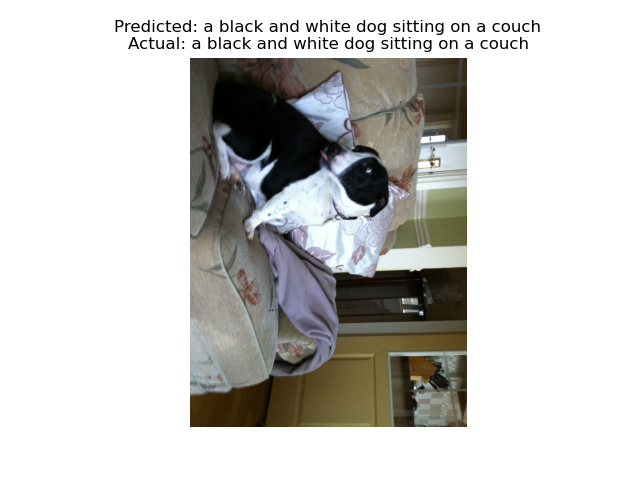 Predicted: a black and white dog sitting on a couch
Actual: a black and white dog sitting on a couch